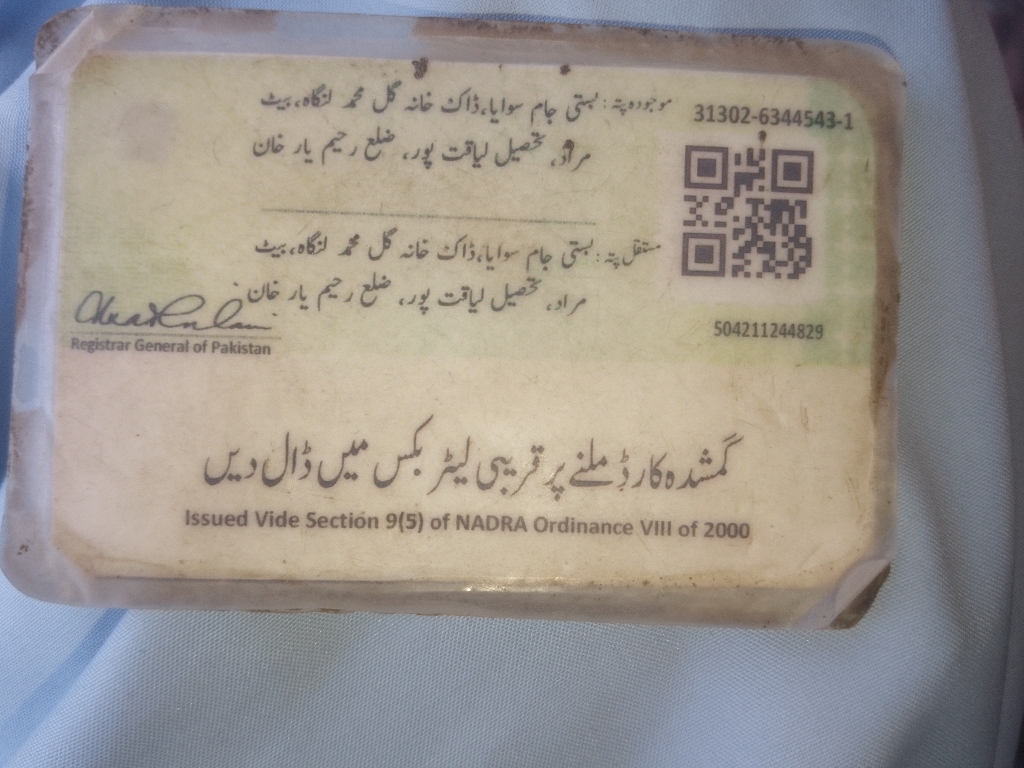 31302-6344543-1
موجودہ پتہ: بستی جام سوایا، ڈاک خانہ گل محمد لنگاہ، بیٹ
مراد، تحصیل لیاقت پور، ضلع رحیم یار خان
مستقل پتہ: بستی جام سوایا، ڈاک خانہ گل محمد لنگاہ، بیٹ
مراد، تحصیل لیاقت پور، ضلع رحیم یار خان
504211244829
Registrar General of Pakistan
گمشدہ کارڈ ملنے پر قریبی لیٹر بکس میں ڈال دیں
Issued Vide Section 9(5) of NADRA Ordinance VIII of 2000